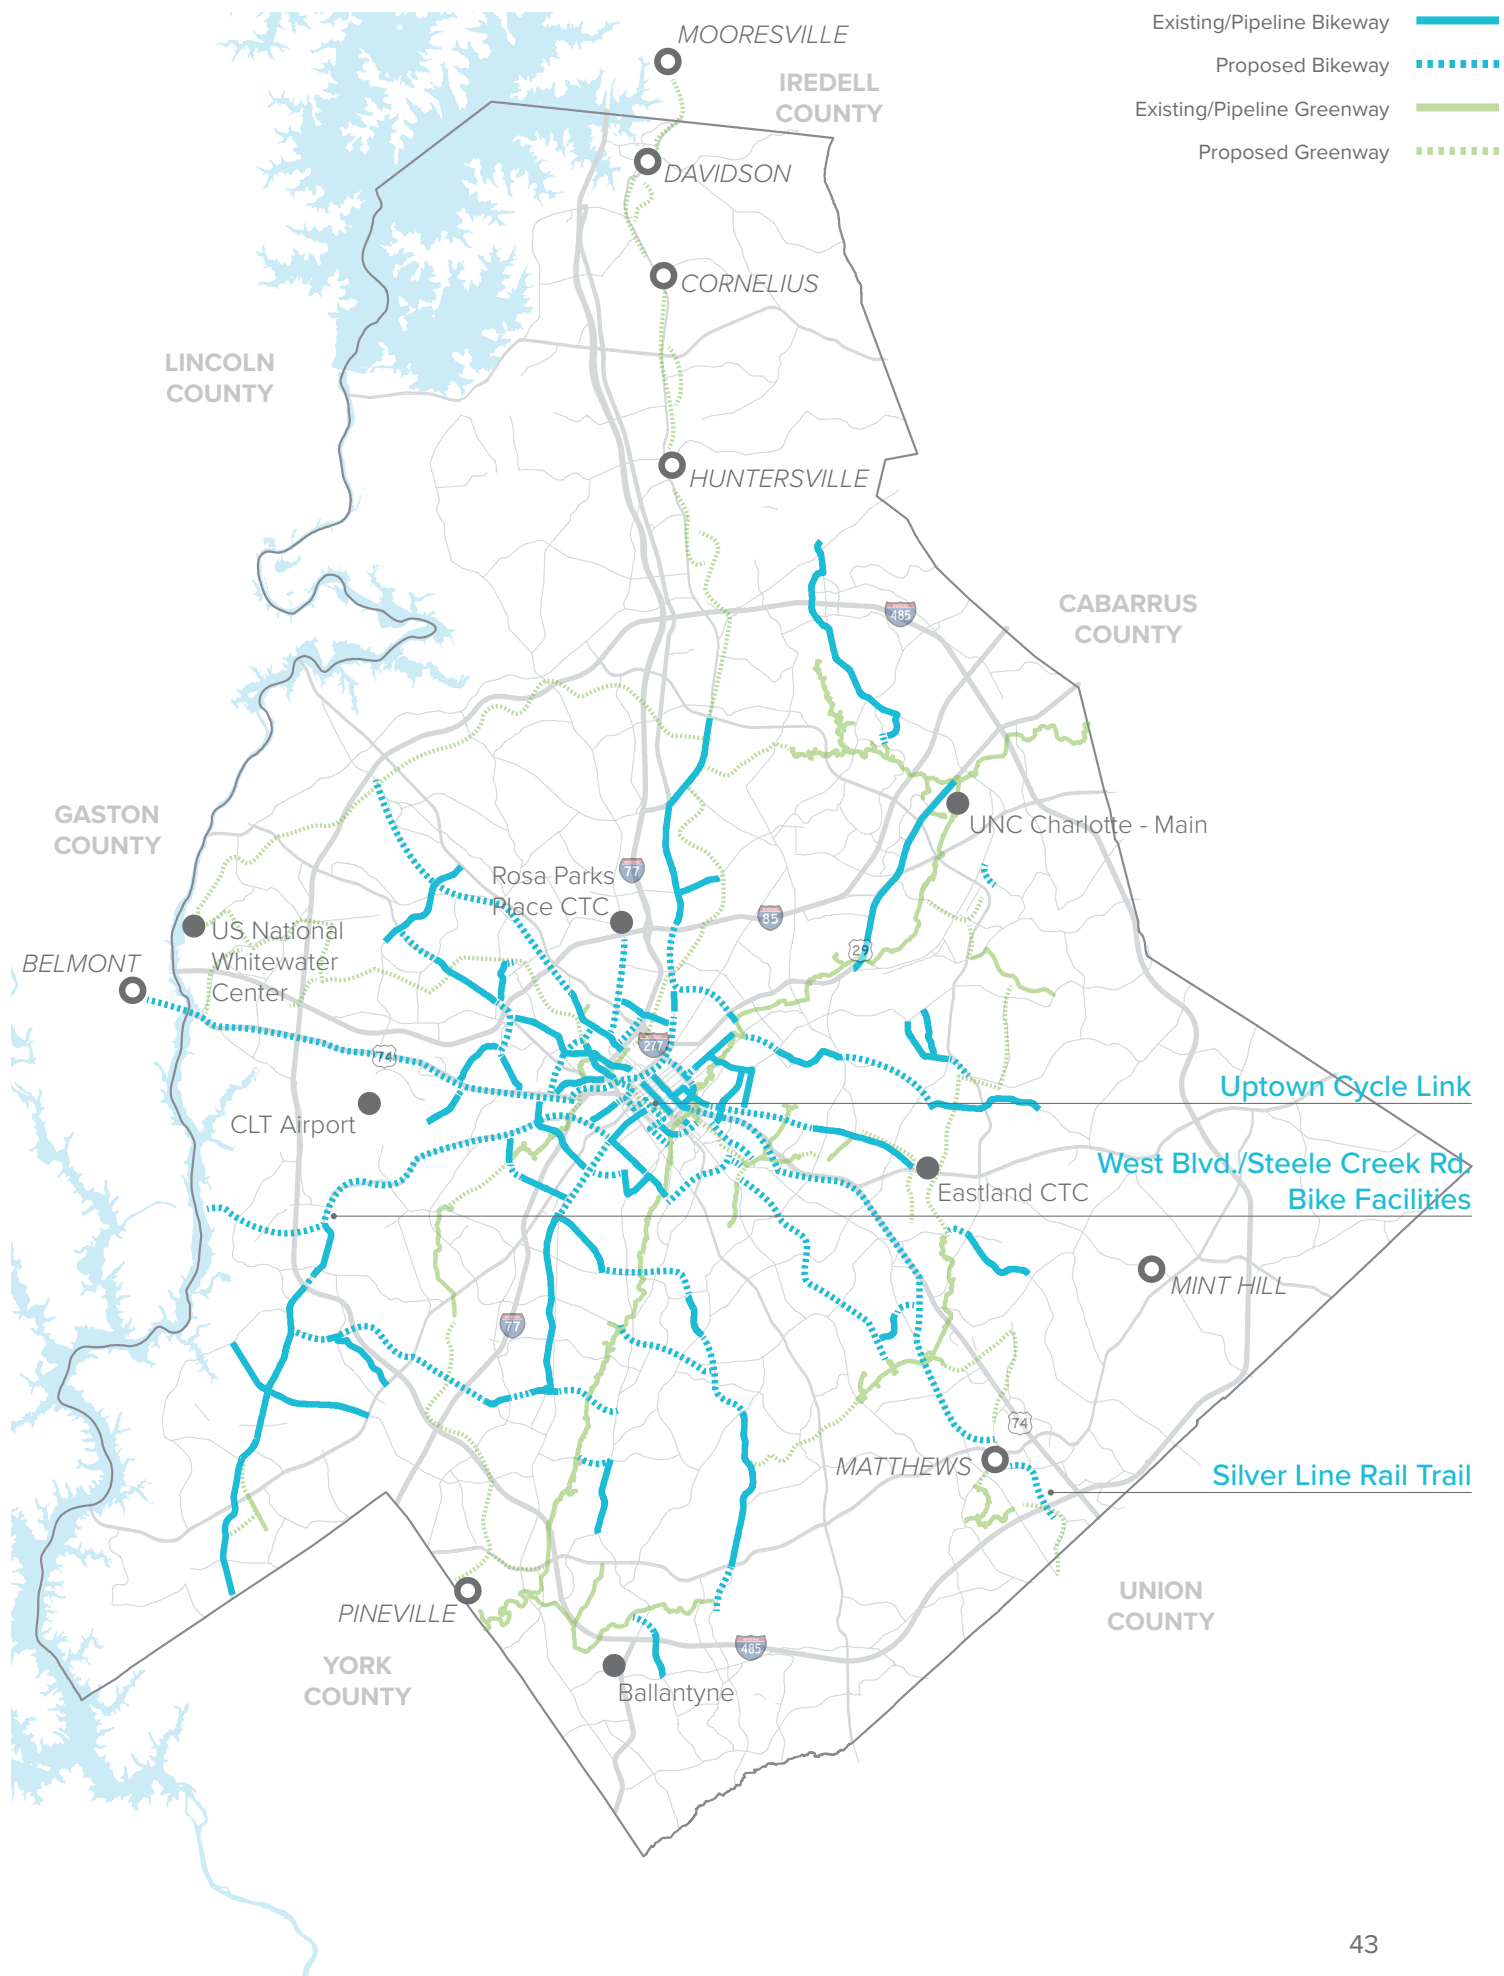 Existing/Pipeline Bikeway
Proposed Bikeway
Existing/Pipeline Greenway
Proposed Greenway
MOORESVILLE
IREDELL
COUNTY
DAVIDSON
CORNELIUS
LINCOLN
COUNTY
HUNTERSVILLE
485
CABARRUS
COUNTY
GASTON
COUNTY
UNC Charlotte - Main
77
Rosa Parks
Place CTC
85
US National
Whitewater
Center
29
BELMONT
277
74
CLT Airport
Uptown Cycle Link
West Blvd./Steele Creek Rd.
Bike Facilities
Eastland CTC
MINT HILL
77
74
MATTHEWS
Silver Line Rail Trail
PINEVILLE
UNION
COUNTY
485
YORK
COUNTY
Ballantyne
43